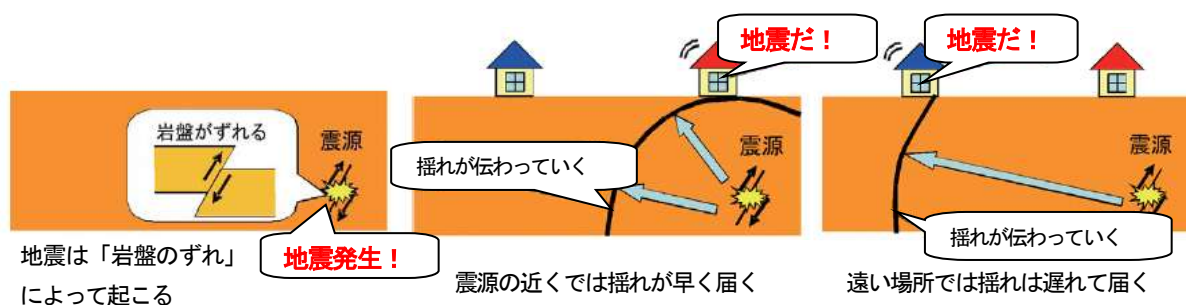 岩盤がずれる
震源
地震発生！
地震は「岩盤のずれ」
によって起こる
地震だ！
揺れが伝わっていく
震源
震源の近くでは揺れが早く届く
地震だ！
震源
揺れが伝わっていく
遠い場所では揺れは遅れて届く